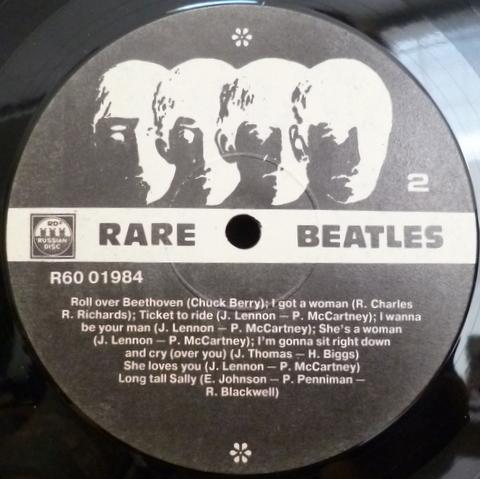 2
RD
RUSSIAN
DISC
RARE BEATLES
R60 01984
Roll over Beethoven (Chuck Berry); I got a woman (R. Charles
R. Richards); Ticket to ride (J. Lennon — P. McCartney); I wanna
be your man (J. Lennon — P. McCartney); She's a woman
(J. Lennon — P. McCartney); I'm gonna sit right down
and cry (over you) (J. Thomas — H. Biggs)
She loves you (J. Lennon — P. McCartney)
Long tall Sally (E. Johnson — P. Penniman —
R. Blackwell)